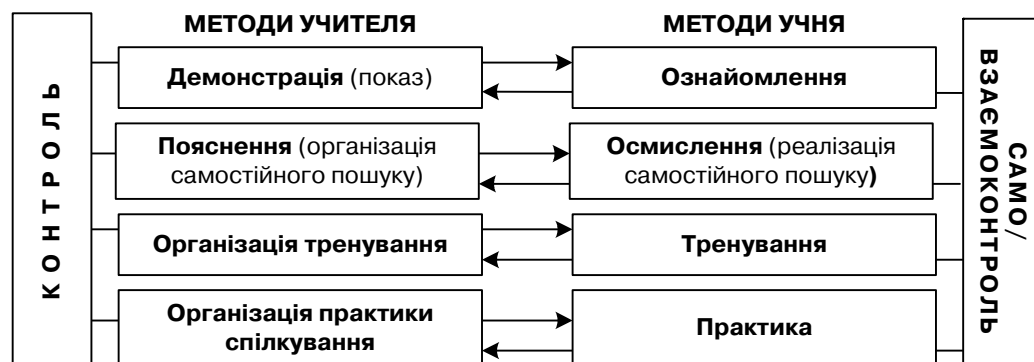 МЕТОДИ УЧИТЕЛЯ
МЕТОДИ УЧНЯ
КОНТРОЛЬ
Демонстрація (показ)
Ознайомлення
Пояснення (організація
самостійного пошуку)
Осмислення (реалізація
самостійного пошуку)
Організація тренування
Тренування
Організація практики
спілкування
Практика
САМО/
ВЗАЄМОКОНТРОЛЬ